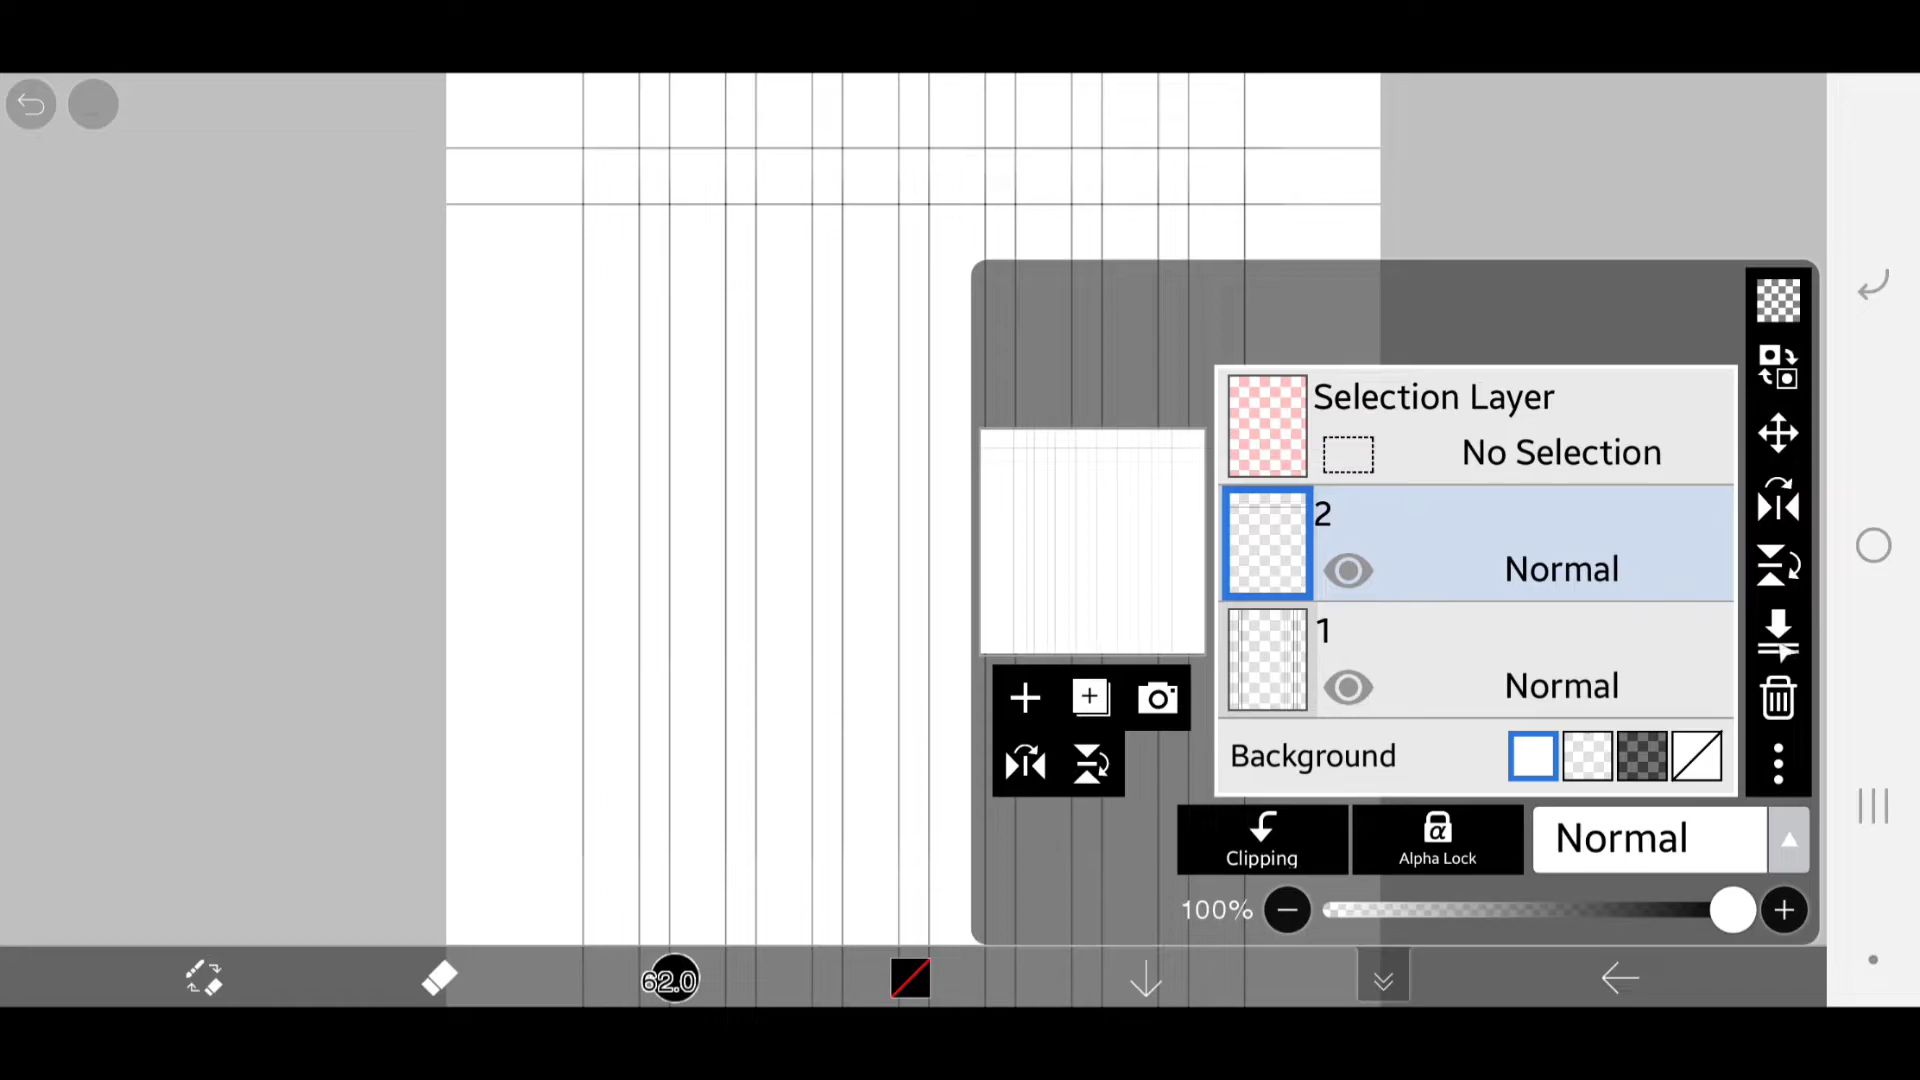 Selection Layer
No Selection
2
Normal
1
Normal
Background
Clipping
α
Alpha Lock
Normal
100%
62.0